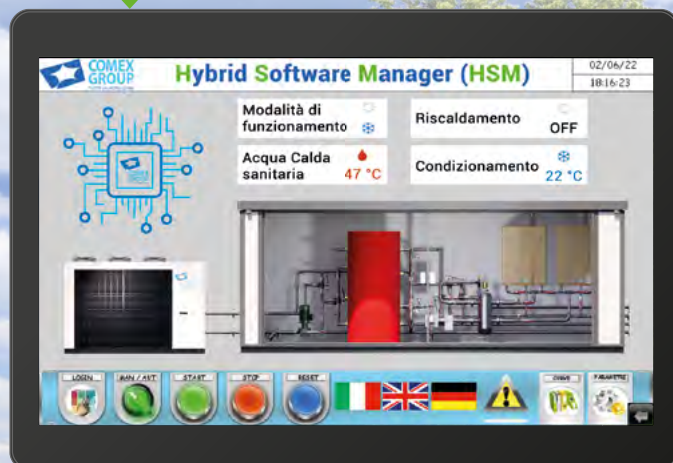 COMEX
GROUP
Hybrid Software Manager (HSM)
02/06/22
18:16:23
Modalità di
funzionamento
Riscaldamento
OFF
Acqua Calda
sanitaria
47 °C
Condizionamento
22 °C
LOGIN
MAN / AUT
START
STOP
RESET